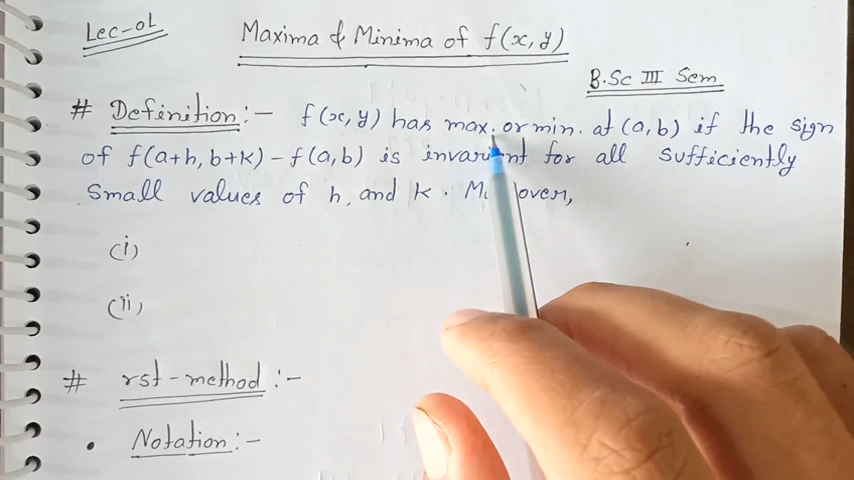 Lec-01
Maxima & Minima of f(x, y)
B.Sc III Sem
# Definition :- f(x, y) has max. or min. at (a, b) if the sign
of f(a+h, b+k) - f(a, b) is invarient for all sufficiently
small values of h, and k.
(i)
(ii)
# rst-method :-
• Notation :-